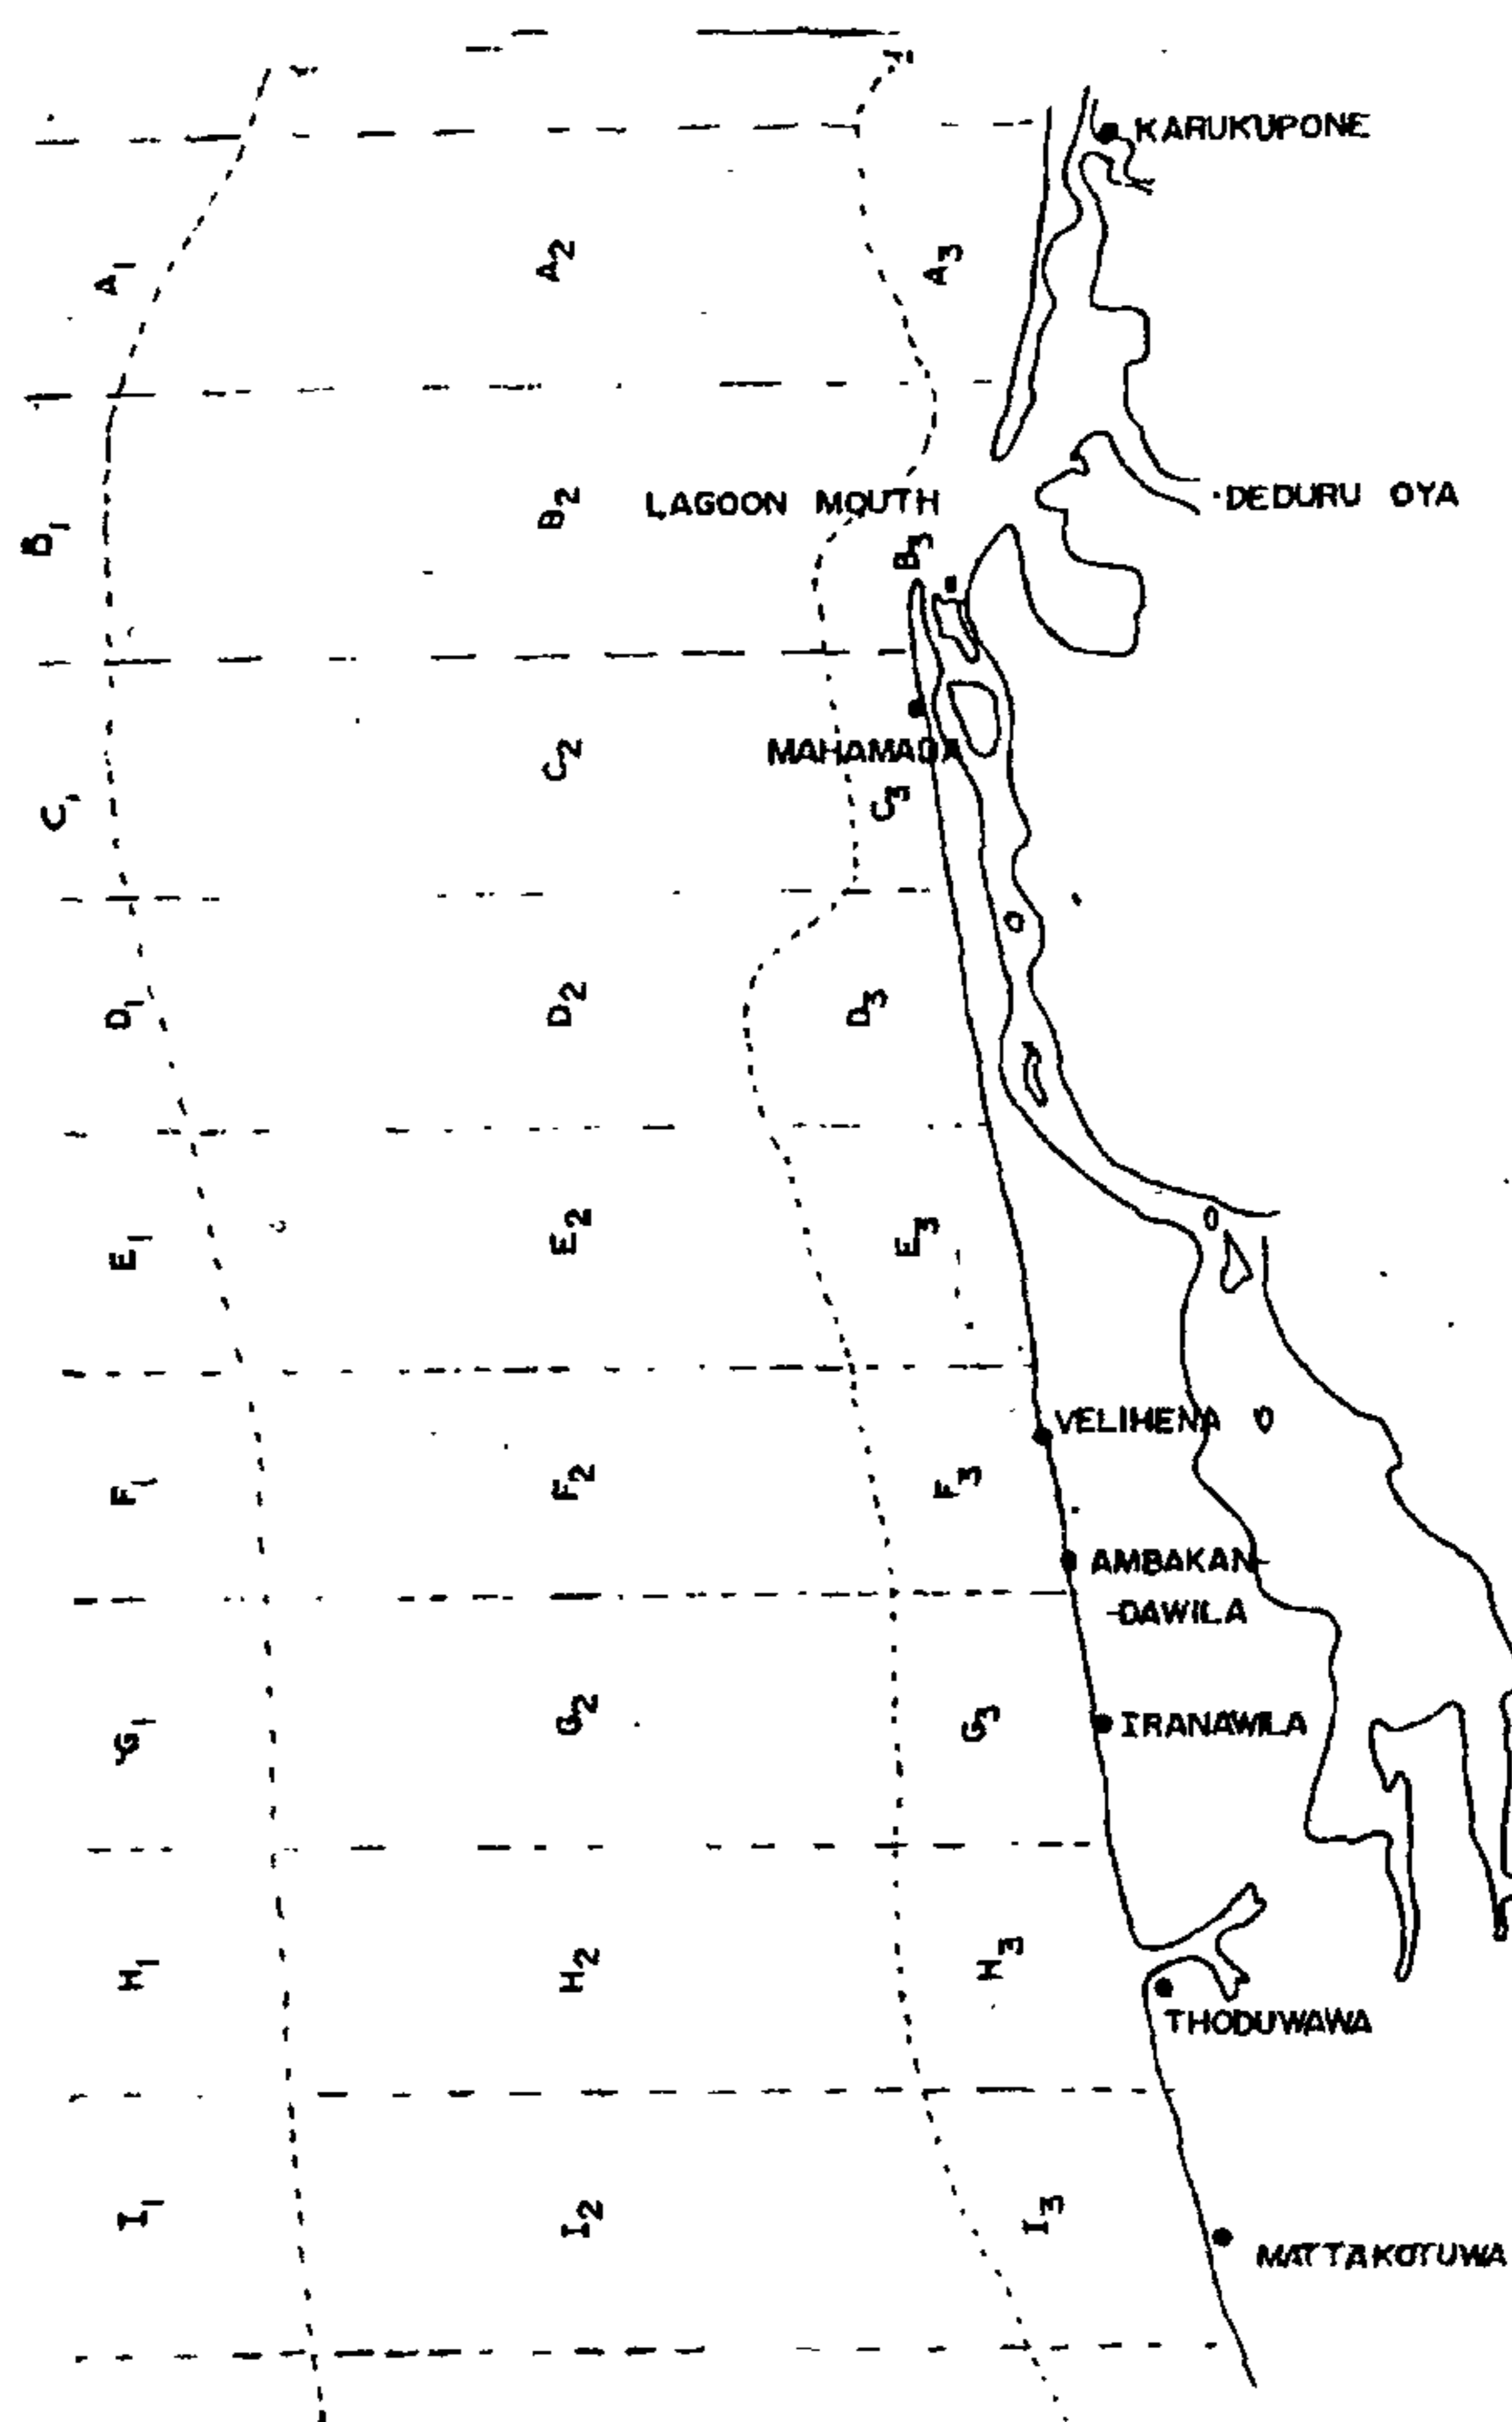 KARUKUPONE
A1
A2
A3
LAGOON MOUTH
·DEDURU OYA
B1
B2
B3
MAHAMADA
C1
C2
C3
D1
D2
D3
E1
E2
E3
VELIHENA
F1
F2
F3
AMBAKAN-
-DAWILA
IRANAWILA
G1
G2
G3
H1
H2
H3
THODUWAWA
I1
I2
I3
MATTAKOTUWA